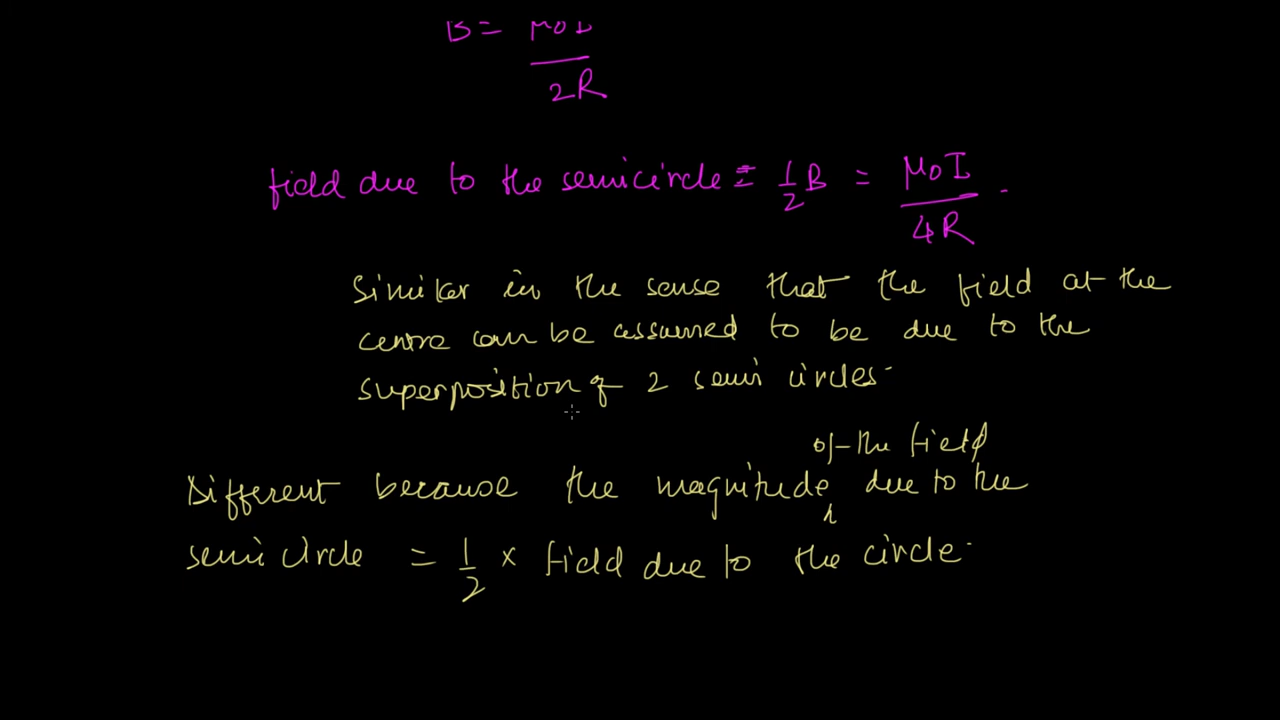 B = μ0I
2R
field due to the semicircle = 1/2 B = μ0I / 4R .
Similar in the sense that the field at the
centre can be assumed to be due to the
superposition of 2 semi circles.
of the field
Different because the magnitude due to the
semi circle = 1/2 × field due to the circle.